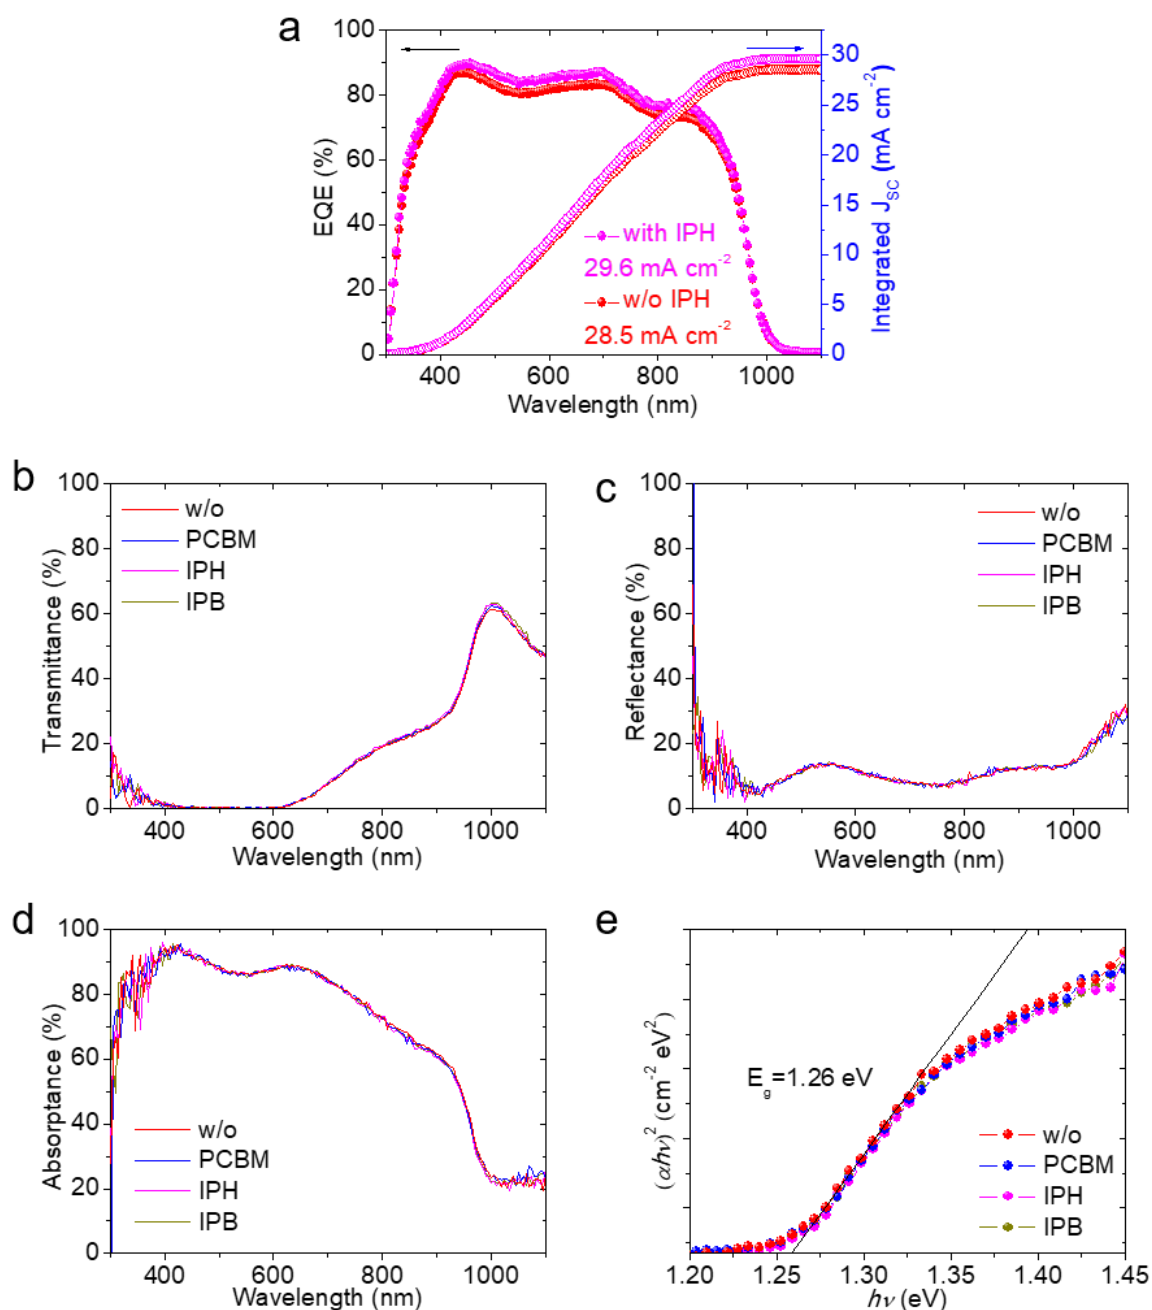 a
100
80
60
40
20
0
EQE (%)
30
25
20
15
10
5
0
Integrated J_SC (mA cm⁻²)
with IPH
29.6 mA cm⁻²
w/o IPH
28.5 mA cm⁻²
400 600 800 1000
Wavelength (nm)
b
100
80
60
40
20
0
Transmittance (%)
w/o
PCBM
IPH
IPB
400 600 800 1000
Wavelength (nm)
c
100
80
60
40
20
0
Reflectance (%)
w/o
PCBM
IPH
IPB
400 600 800 1000
Wavelength (nm)
d
100
80
60
40
20
0
Absorptance (%)
w/o
PCBM
IPH
IPB
400 600 800 1000
Wavelength (nm)
e
(αhν)² (cm⁻² eV²)
E_g=1.26 eV
w/o
PCBM
IPH
IPB
1.20 1.25 1.30 1.35 1.40 1.45
hν (eV)